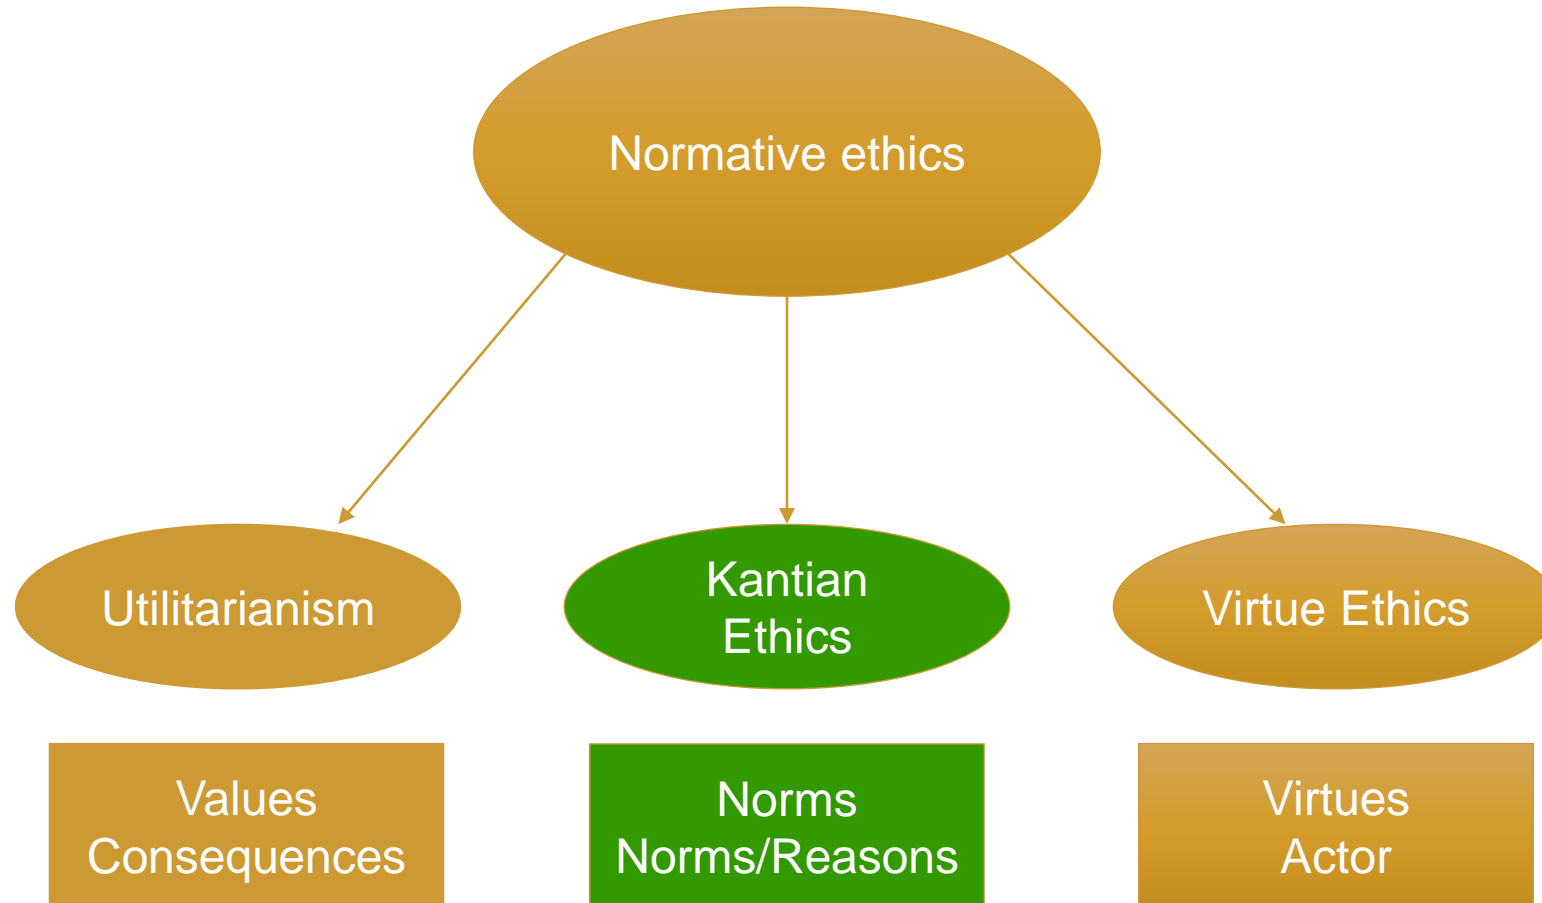 Normative ethics
Utilitarianism
Kantian
Ethics
Virtue Ethics
Values
Consequences
Norms
Norms/Reasons
Virtues
Actor